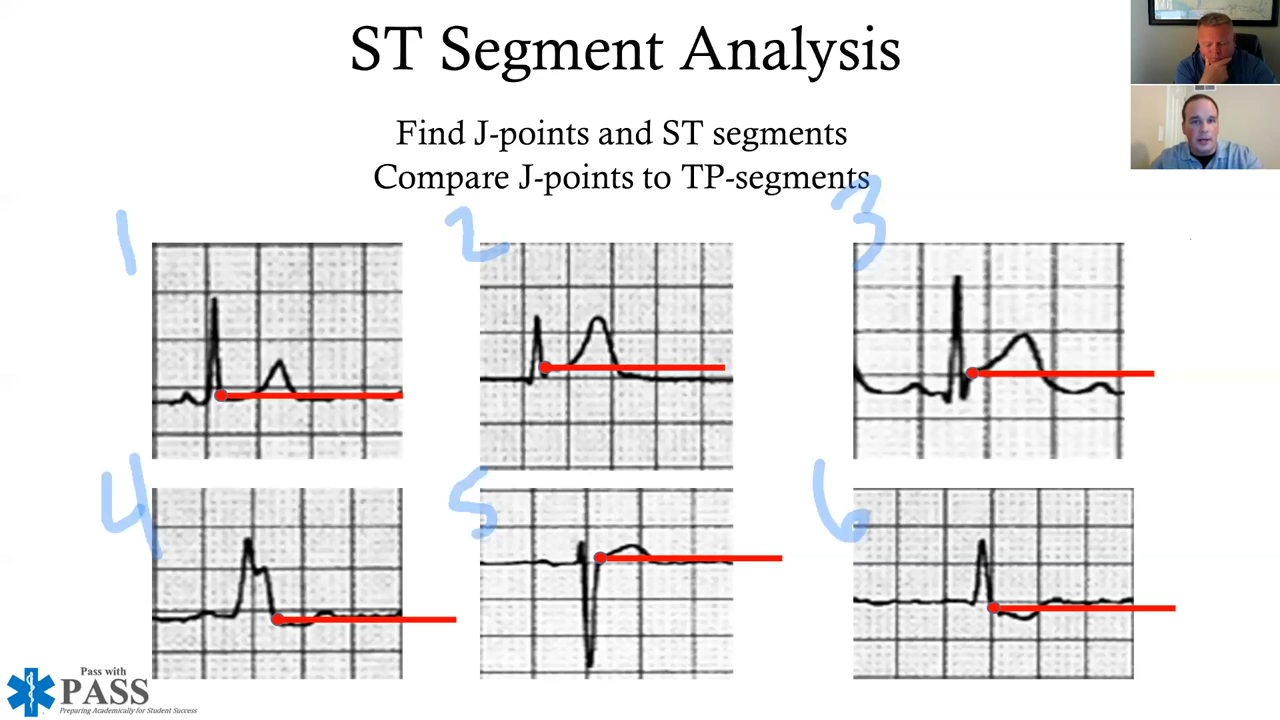 ST Segment Analysis
Find J-points and ST segments
Compare J-points to TP-segments
1
2
3
4
5
6
Pass with
PASS
Preparing Academically for Student Success